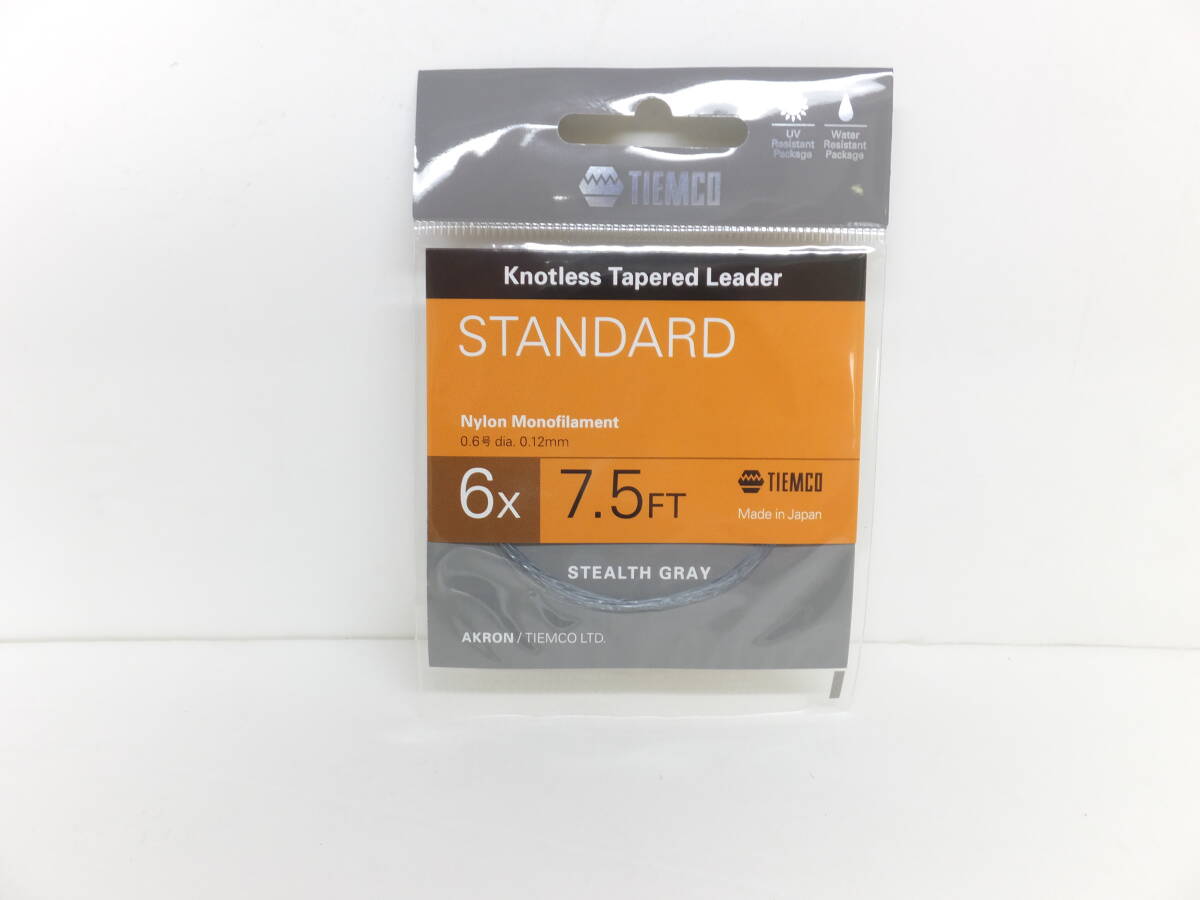 UV
Resistant
Package
Water
Resistant
Package
TIEMCO
Knotless Tapered Leader
STANDARD
Nylon Monofilament
0.6号 dia. 0.12mm
6X
7.5FT
TIEMCO
Made in Japan
STEALTH GRAY
AKRON / TIEMCO LTD.